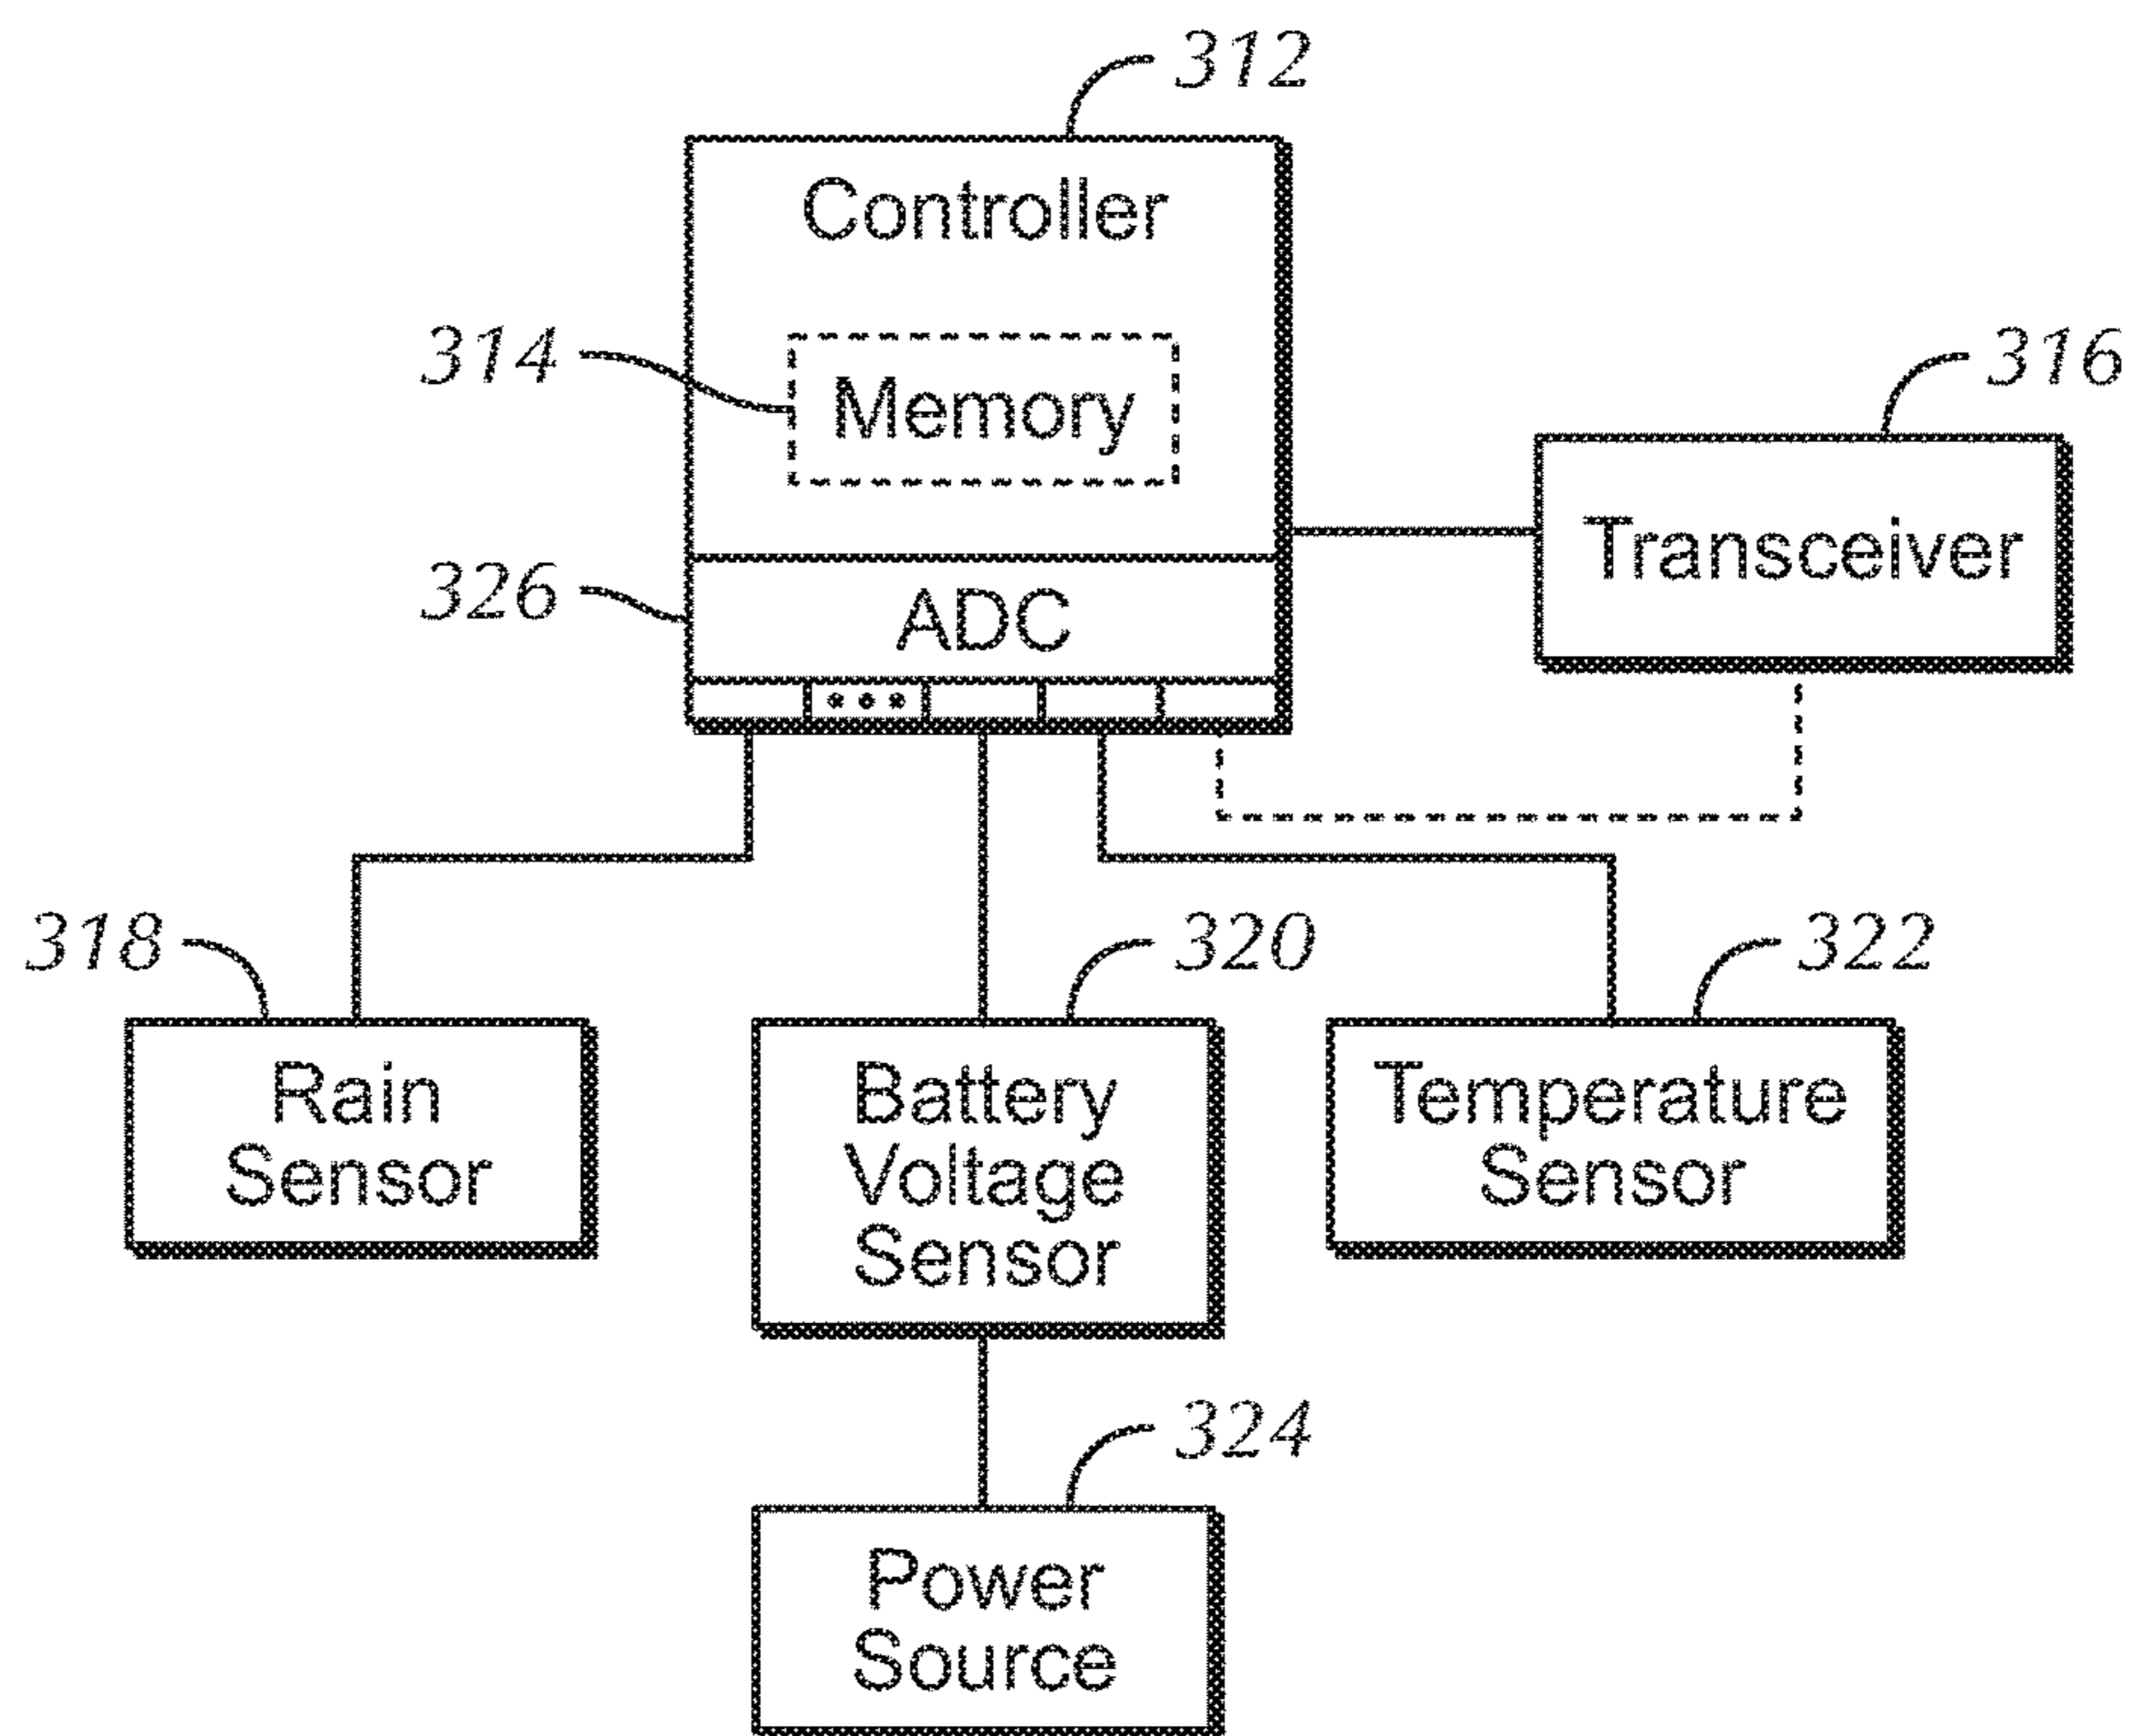 312
Controller
314
Memory
316
Transceiver
326
ADC
318
320
322
Rain
Sensor
Battery
Voltage
Sensor
Temperature
Sensor
324
Power
Source